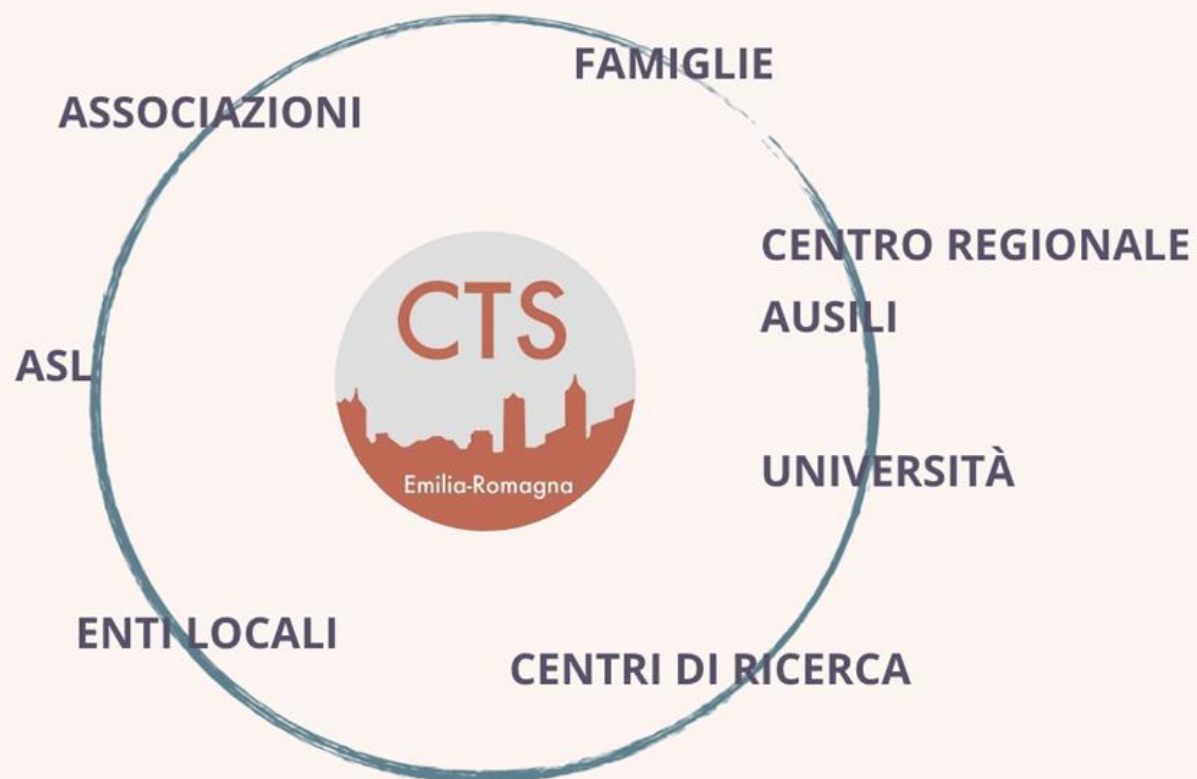 FAMIGLIE
ASSOCIAZIONI
CENTRO REGIONALE
AUSILI
CTS
Emilia-Romagna
ASL
UNIVERSITÀ
ENTI LOCALI
CENTRI DI RICERCA